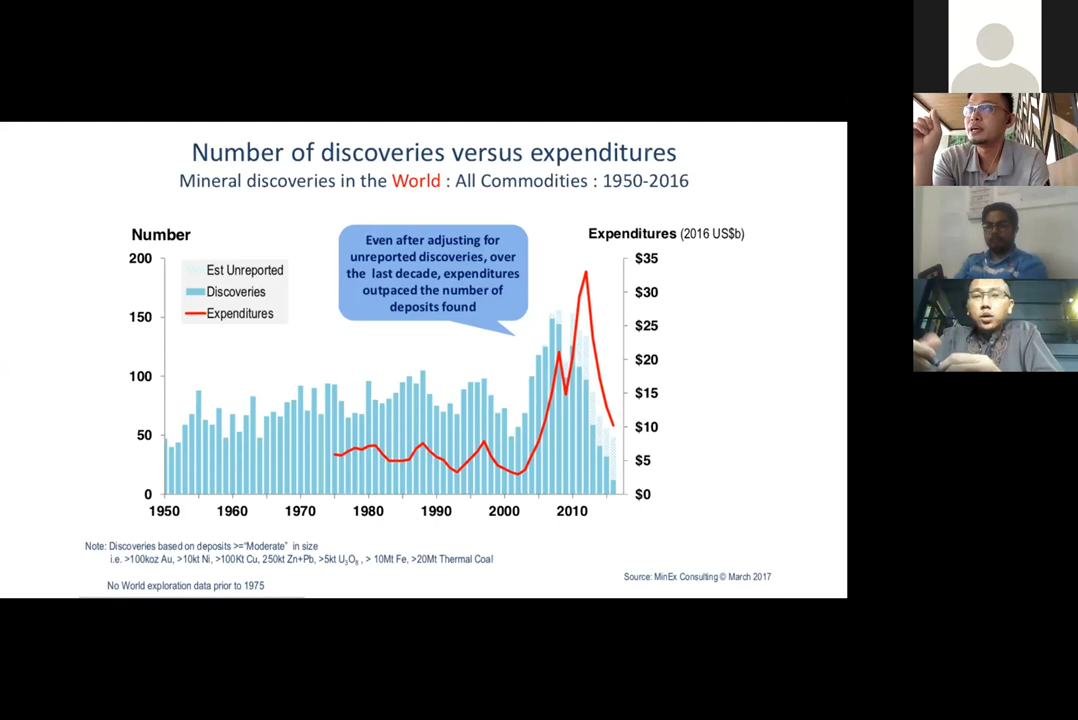 Number of discoveries versus expenditures
Mineral discoveries in the World : All Commodities : 1950-2016
Number
Expenditures (2016 US$b)
Even after adjusting for
unreported discoveries, over
the last decade, expenditures
outpaced the number of
deposits found
Est Unreported
Discoveries
Expenditures
200
150
100
50
0
$35
$30
$25
$20
$15
$10
$5
$0
1950
1960
1970
1980
1990
2000
2010
Note: Discoveries based on deposits >=“Moderate” in size
i.e. >100koz Au, >10kt Ni, >100Kt Cu, 250kt Zn+Pb, >5kt U3O8 , > 10Mt Fe, >20Mt Thermal Coal
No World exploration data prior to 1975
Source: MinEx Consulting © March 2017